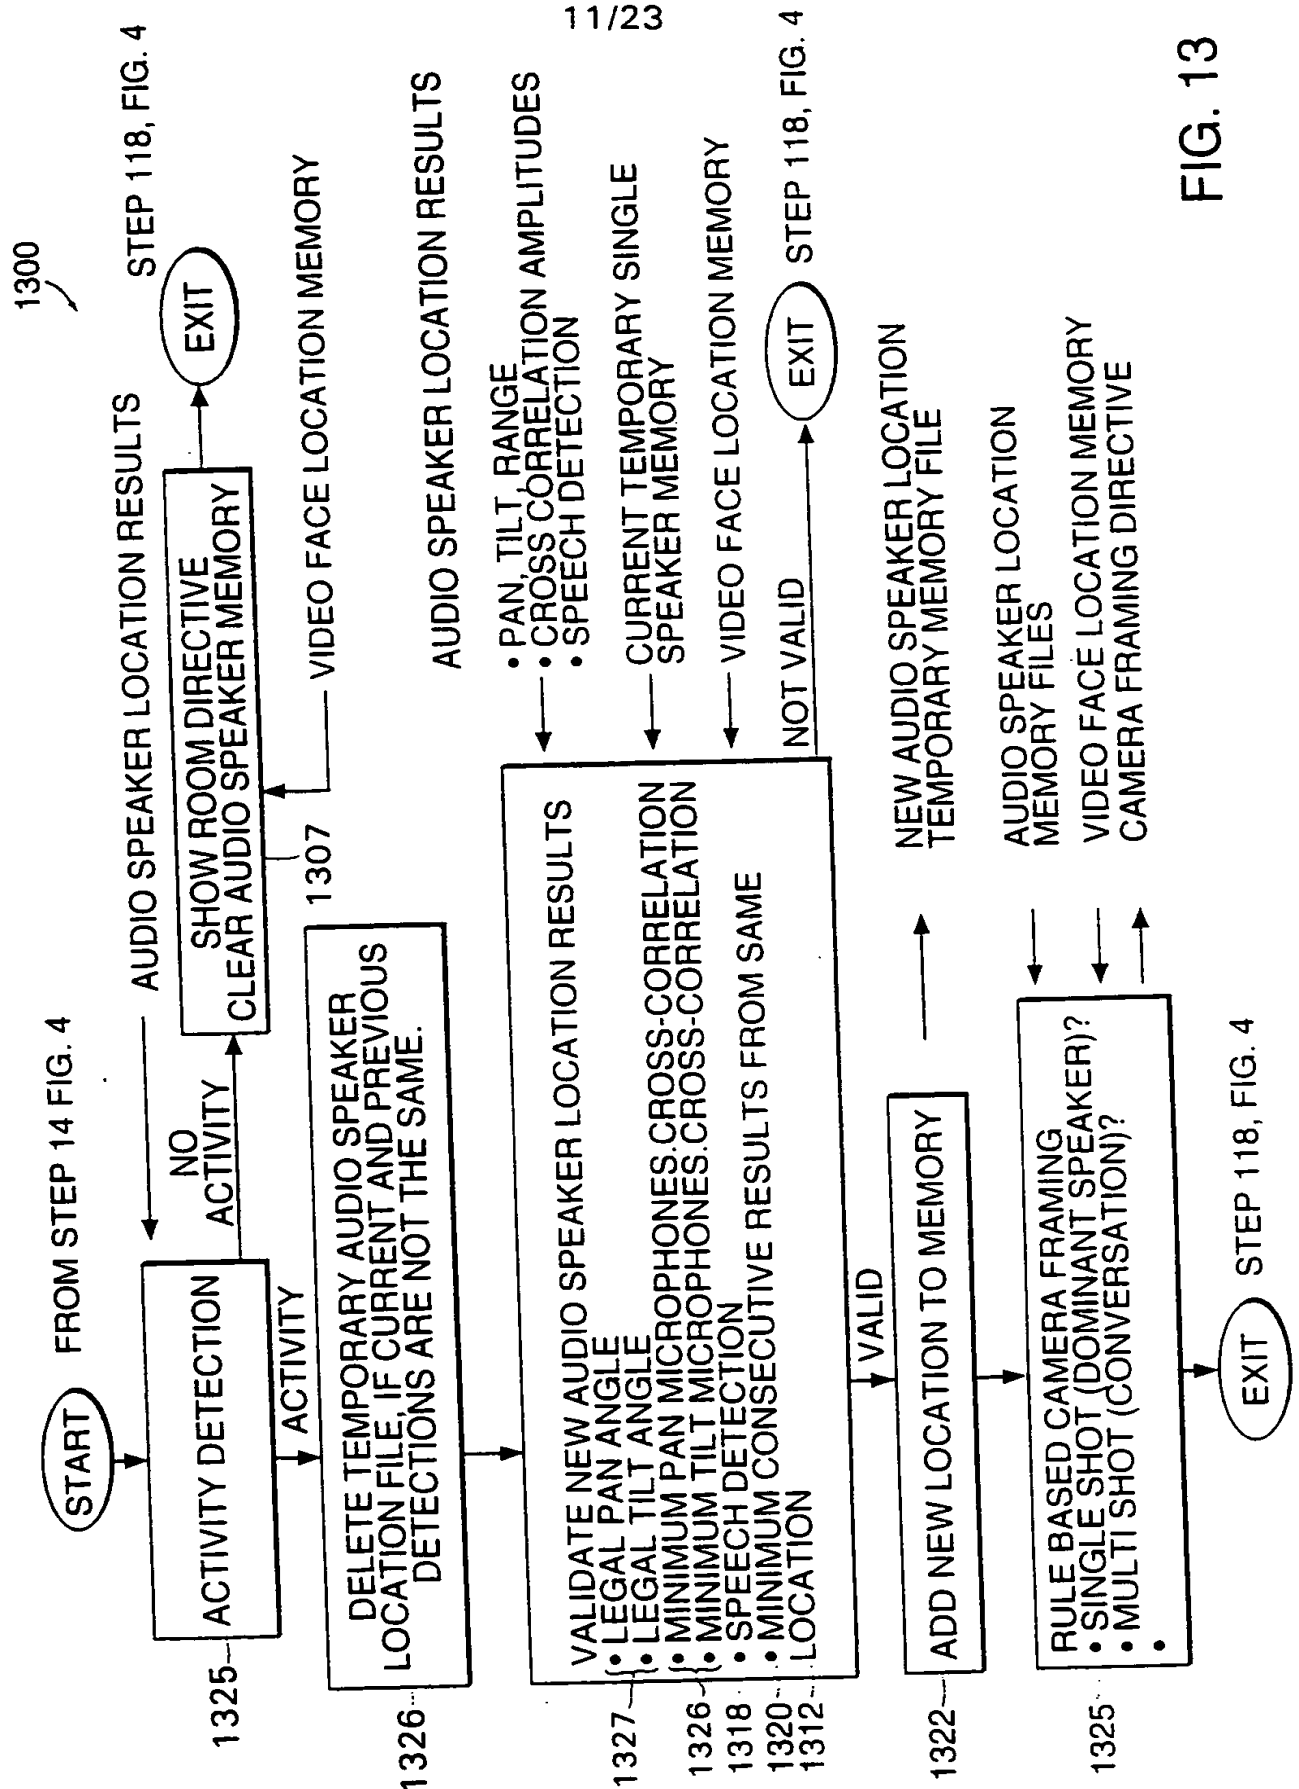 11/23
1300
START
FROM STEP 14 FIG. 4
AUDIO SPEAKER LOCATION RESULTS
STEP 118, FIG. 4
1325
ACTIVITY DETECTION
NO
ACTIVITY
SHOW ROOM DIRECTIVE
CLEAR AUDIO SPEAKER MEMORY
EXIT
1307
VIDEO FACE LOCATION MEMORY
ACTIVITY
1326
DELETE TEMPORARY AUDIO SPEAKER
LOCATION FILE, IF CURRENT AND PREVIOUS
DETECTIONS ARE NOT THE SAME.
AUDIO SPEAKER LOCATION RESULTS
• PAN, TILT, RANGE
• CROSS CORRELATION AMPLITUDES
• SPEECH DETECTION
CURRENT TEMPORARY SINGLE
SPEAKER MEMORY
VIDEO FACE LOCATION MEMORY
VALIDATE NEW AUDIO SPEAKER LOCATION RESULTS
• LEGAL PAN ANGLE
• LEGAL TILT ANGLE
• MINIMUM PAN MICROPHONES.CROSS-CORRELATION
• MINIMUM TILT MICROPHONES.CROSS-CORRELATION
• SPEECH DETECTION
• MINIMUM CONSECUTIVE RESULTS FROM SAME
LOCATION
1327
1326
1318
1320
1312
NOT VALID
EXIT
STEP 118, FIG. 4
VALID
1322
ADD NEW LOCATION TO MEMORY
NEW AUDIO SPEAKER LOCATION
TEMPORARY MEMORY FILE
1325
RULE BASED CAMERA FRAMING
• SINGLE SHOT (DOMINANT SPEAKER)?
• MULTI SHOT (CONVERSATION)?
•
AUDIO SPEAKER LOCATION
MEMORY FILES
VIDEO FACE LOCATION MEMORY
CAMERA FRAMING DIRECTIVE
EXIT
STEP 118, FIG. 4
FIG. 13